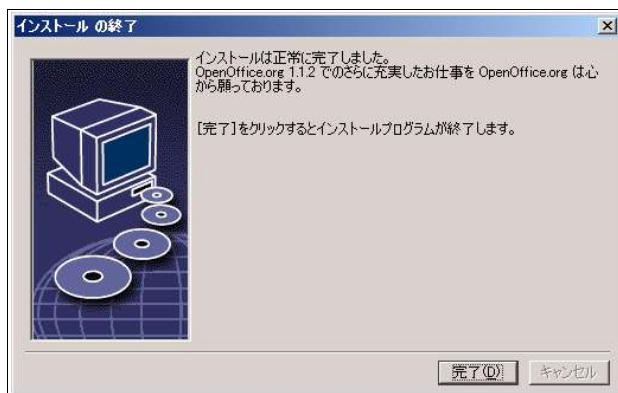 インストール の終了
インストールは正常に完了しました。
OpenOffice.org 1.1.2 でのさらに充実したお仕事を OpenOffice.org は心
から願っております。
[完了]をクリックするとインストールプログラムが終了します。
完了(D)
キャンセル